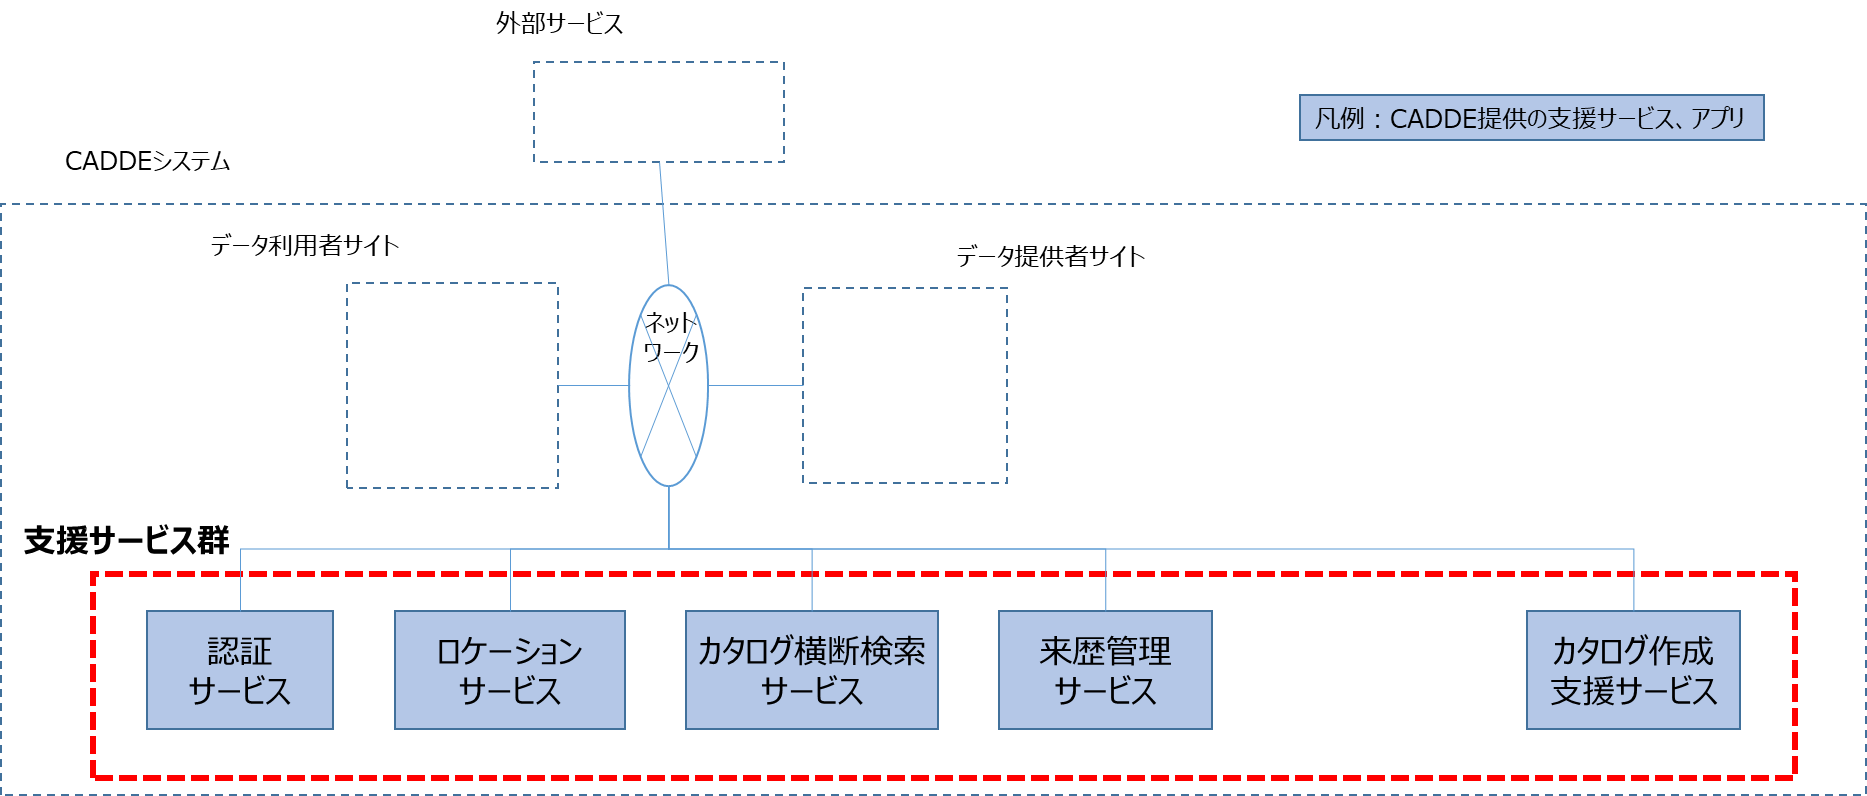 外部サービス
凡例：CADDE提供の支援サービス、アプリ
CADDEシステム
データ利用者サイト
データ提供者サイト
ネット
ワーク
支援サービス群
認証
サービス
ロケーション
サービス
カタログ横断検索
サービス
来歴管理
サービス
カタログ作成
支援サービス